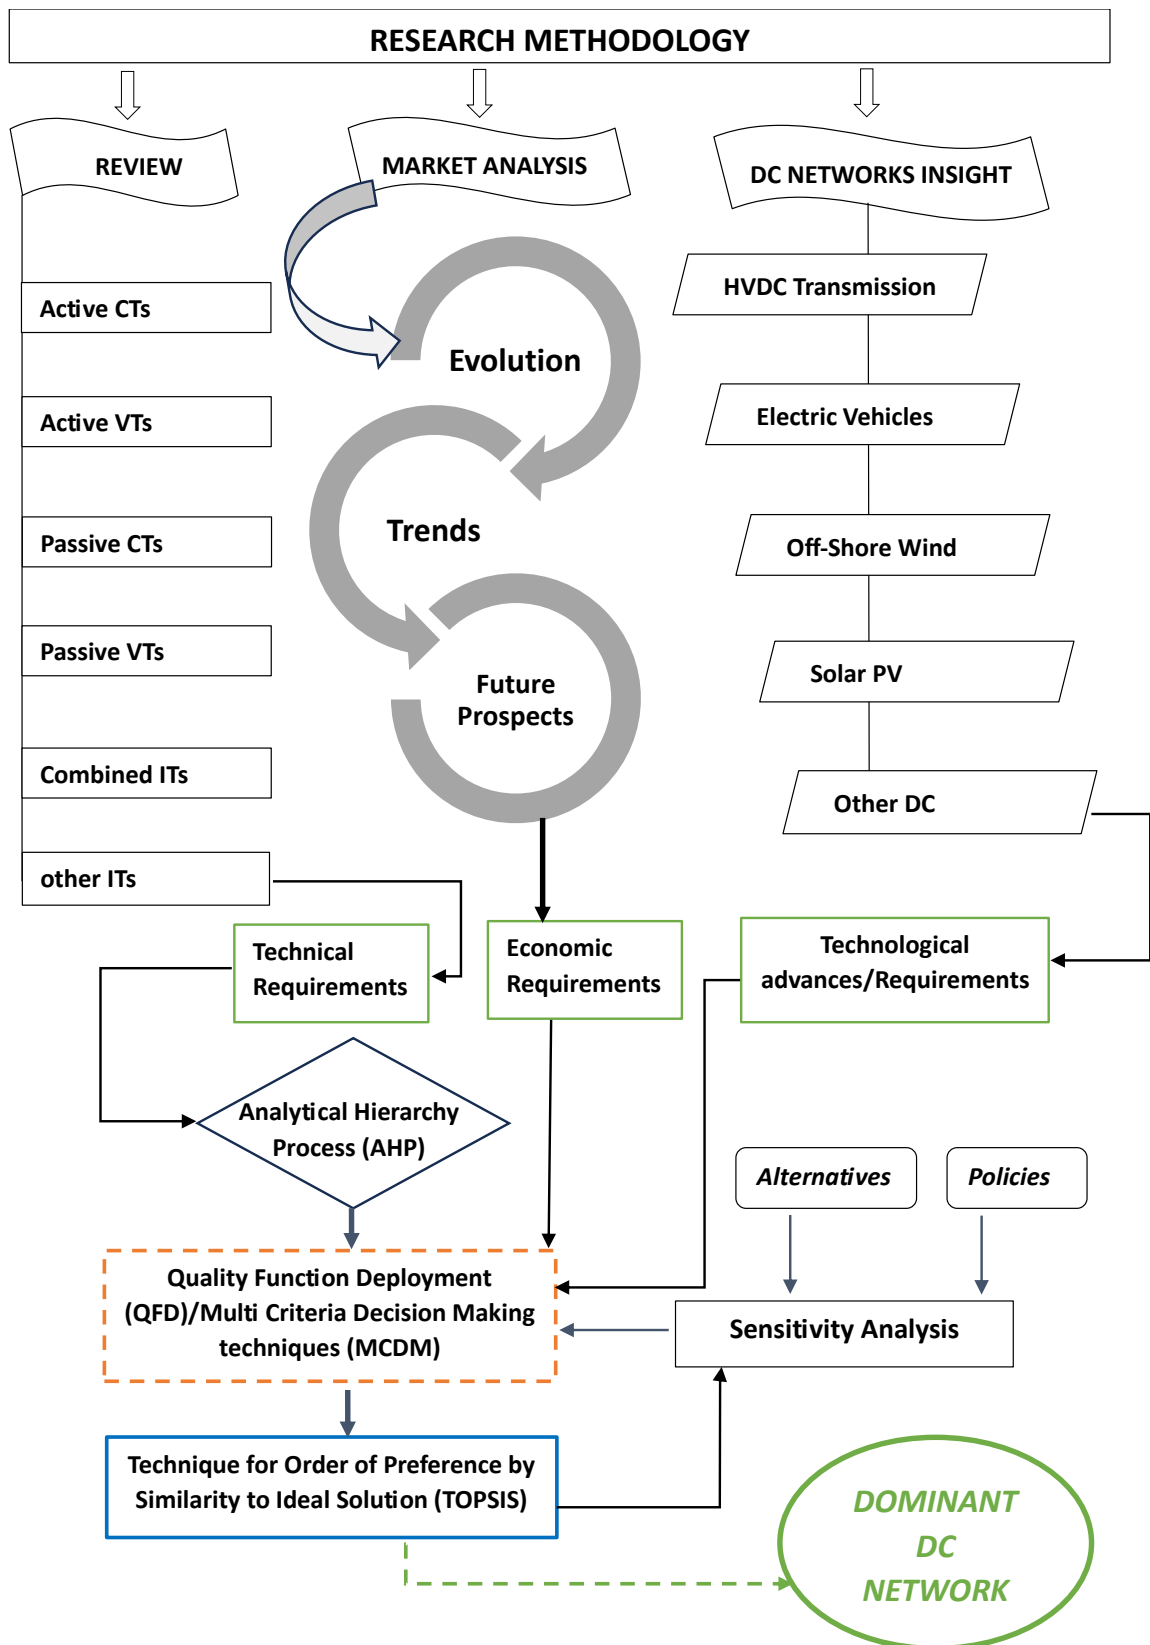 RESEARCH METHODOLOGY
REVIEW
MARKET ANALYSIS
DC NETWORKS INSIGHT
Active CTs
Active VTs
Passive CTs
Passive VTs
Combined ITs
other ITs
Evolution
Trends
Future
Prospects
HVDC Transmission
Electric Vehicles
Off-Shore Wind
Solar PV
Other DC
Technical
Requirements
Economic
Requirements
Technological
advances/Requirements
Analytical Hierarchy
Process (AHP)
Alternatives
Policies
Quality Function Deployment
(QFD)/Multi Criteria Decision Making
techniques (MCDM)
Sensitivity Analysis
Technique for Order of Preference by
Similarity to Ideal Solution (TOPSIS)
DOMINANT
DC
NETWORK